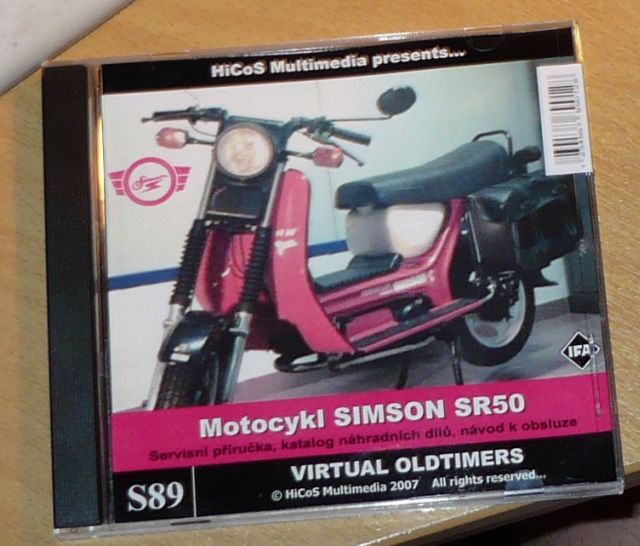 HiCoS Multimedia presents...
Simson
IFA
Motocykl SIMSON SR50
Servisní příručka, katalog náhradních dílů, návod k obsluze
S89
VIRTUAL OLDTIMERS
© HiCoS Multimedia 2007 All rights reserved...